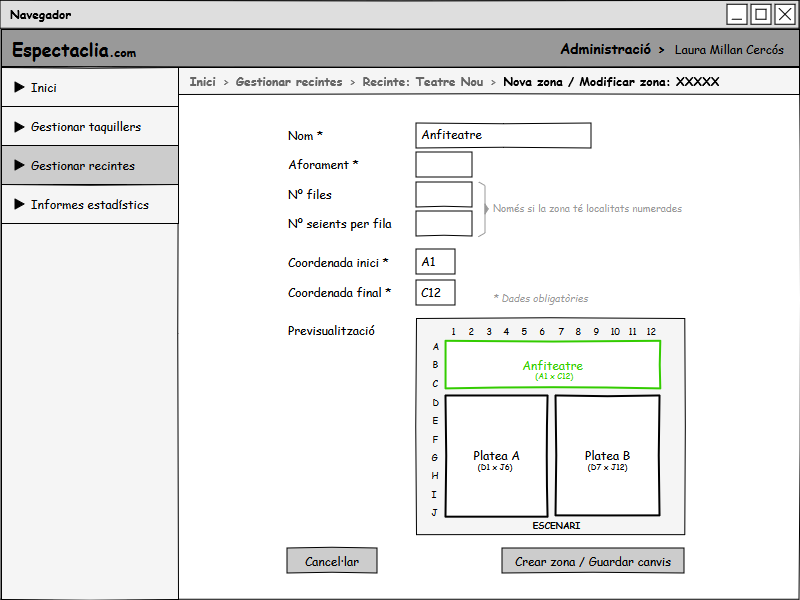 Navegador
Espectaclia.com
Administració > Laura Millan Cercós
Inici
Gestionar taquillers
Gestionar recintes
Informes estadístics
Inici > Gestionar recintes > Recinte: Teatre Nou > Nova zona / Modificar zona: XXXXX
Nom * Anfiteatre
Aforament *
Nº files
Nº seients per fila
Només si la zona té localitats numerades
Coordenada inici * A1
Coordenada final * C12
* Dades obligatòries
Previsualització
1 2 3 4 5 6 7 8 9 10 11 12
A
B
C
D
E
F
G
H
I
J
Anfiteatre
(A1 x C12)
Platea A
(D1 x J6)
Platea B
(D7 x J12)
ESCENARI
Cancel·lar
Crear zona / Guardar canvis